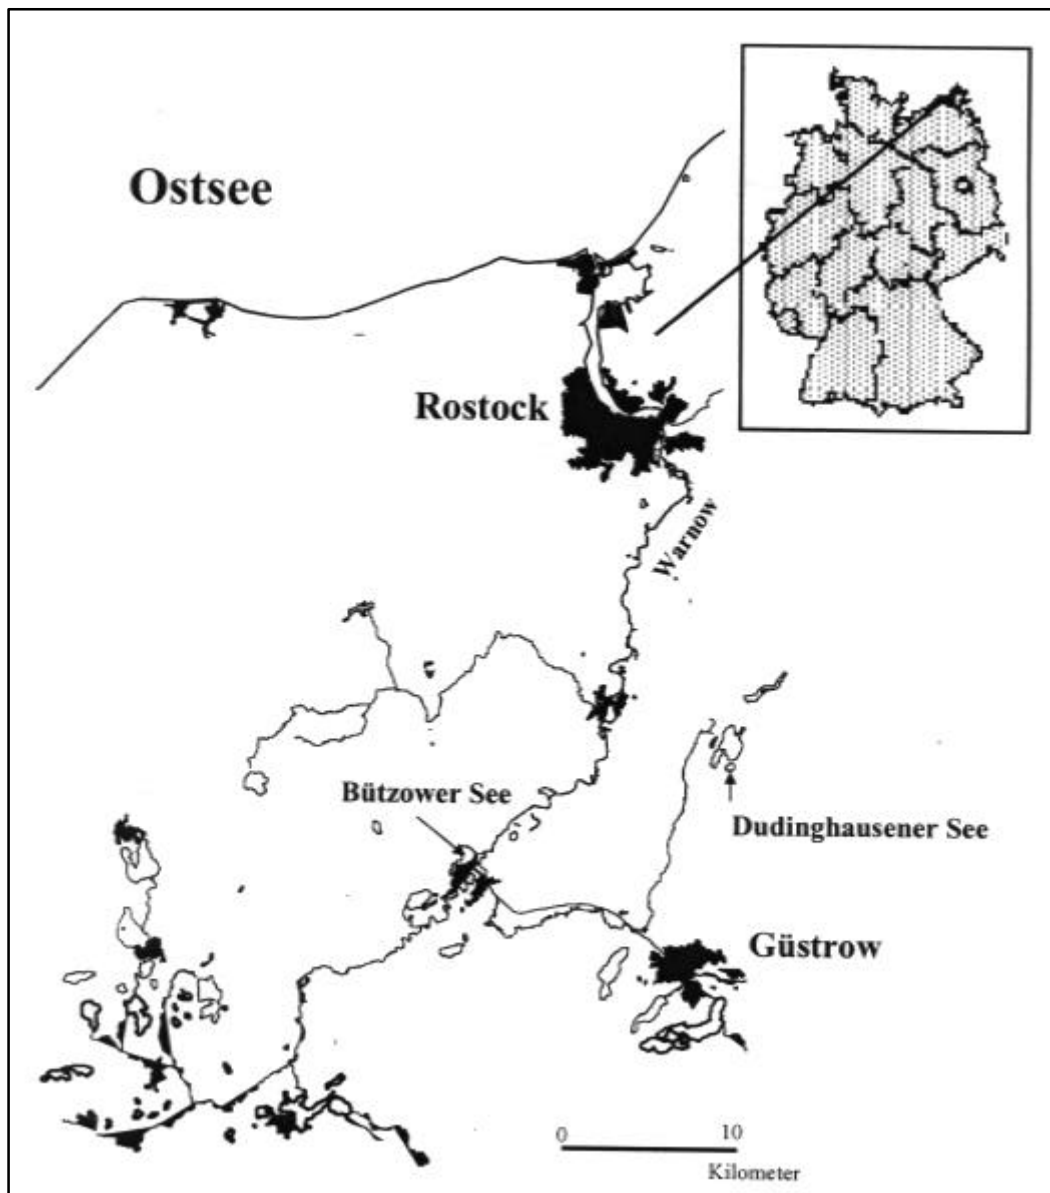 Ostsee
Rostock
Warnow
Bützower See
Dudinghausener See
Güstrow
0 10
Kilometer